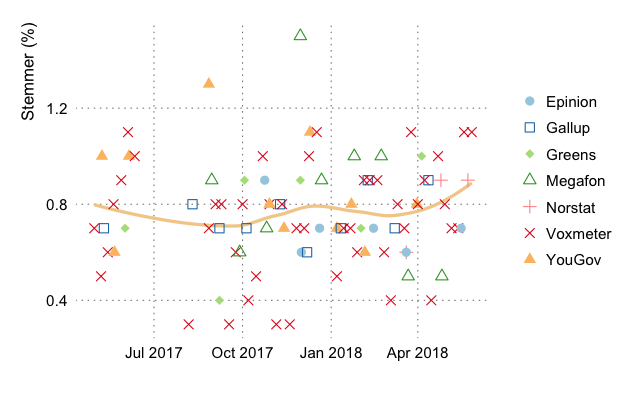 Stemmer (%)
1.2
0.8
0.4
Jul 2017
Oct 2017
Jan 2018
Apr 2018
Epinion
Gallup
Greens
Megafon
Norstat
Voxmeter
YouGov